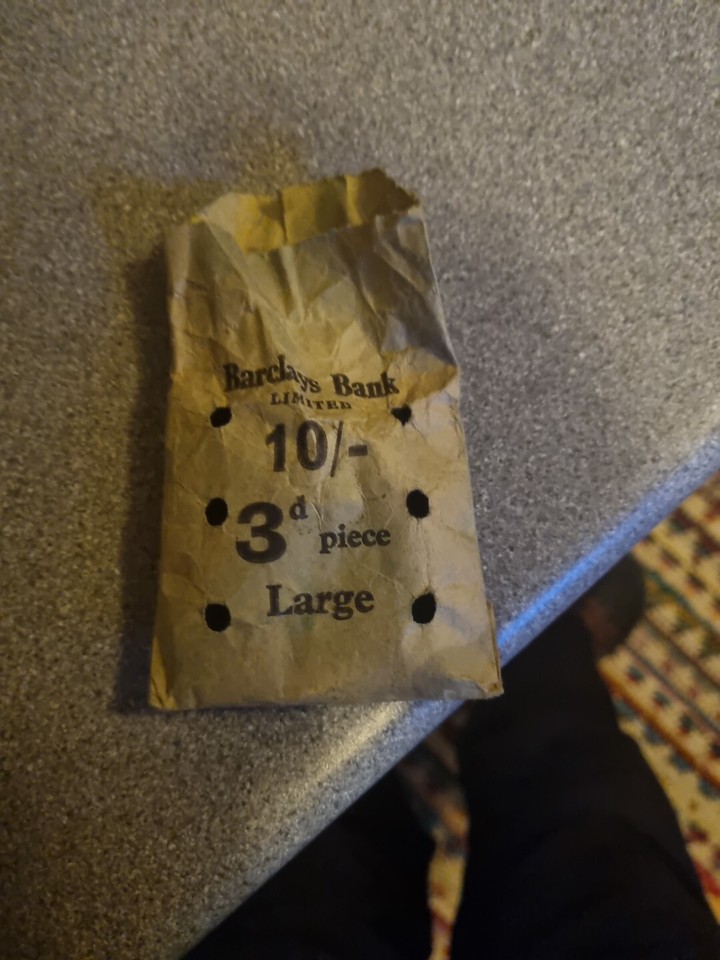 Barclays Bank
LIMITED
10/-
3d piece
Large